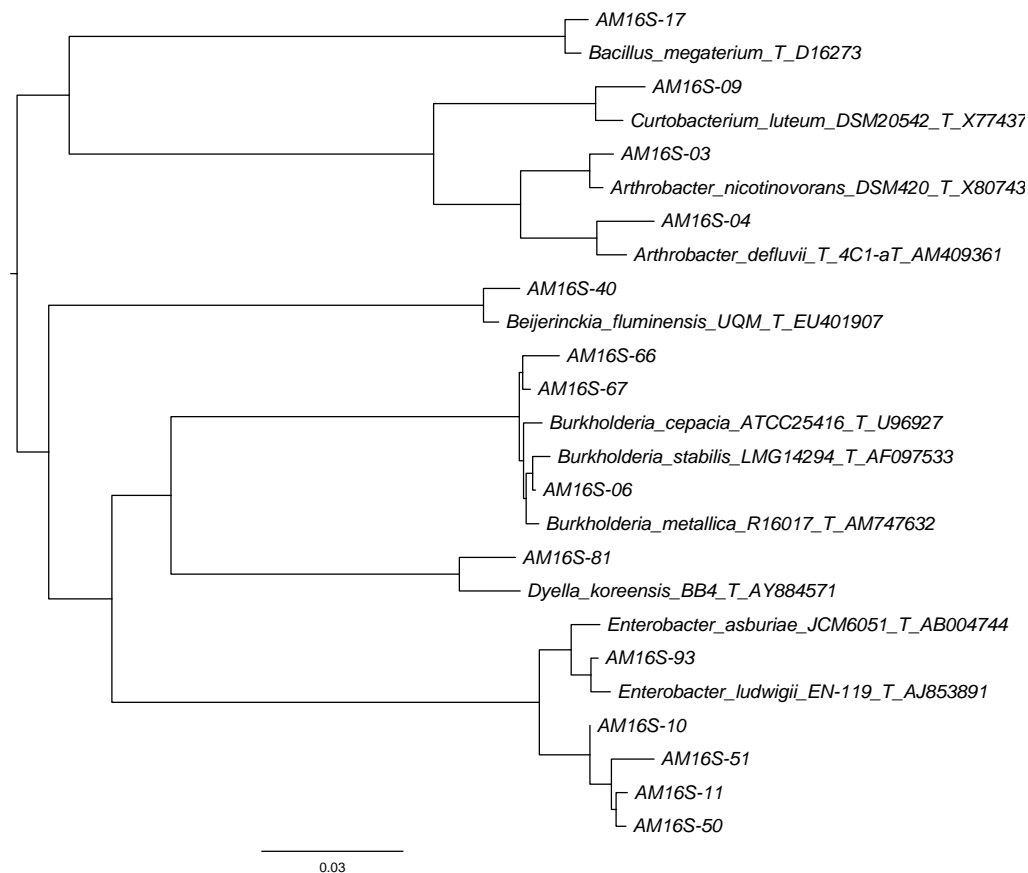 AM16S-17
Bacillus_megaterium_T_D16273
AM16S-09
Curtobacterium_luteum_DSM20542_T_X77437
AM16S-03
Arthrobacter_nicotinovorans_DSM420_T_X80743
AM16S-04
Arthrobacter_defluvii_T_4C1-aT_AM409361
AM16S-40
Beijerinckia_fluminensis_UQM_T_EU401907
AM16S-66
AM16S-67
Burkholderia_cepacia_ATCC25416_T_U96927
Burkholderia_stabilis_LMG14294_T_AF097533
AM16S-06
Burkholderia_metallica_R16017_T_AM747632
AM16S-81
Dyella_koreensis_BB4_T_AY884571
Enterobacter_asburiae_JCM6051_T_AB004744
AM16S-93
Enterobacter_ludwigii_EN-119_T_AJ853891
AM16S-10
AM16S-51
AM16S-11
AM16S-50
0.03